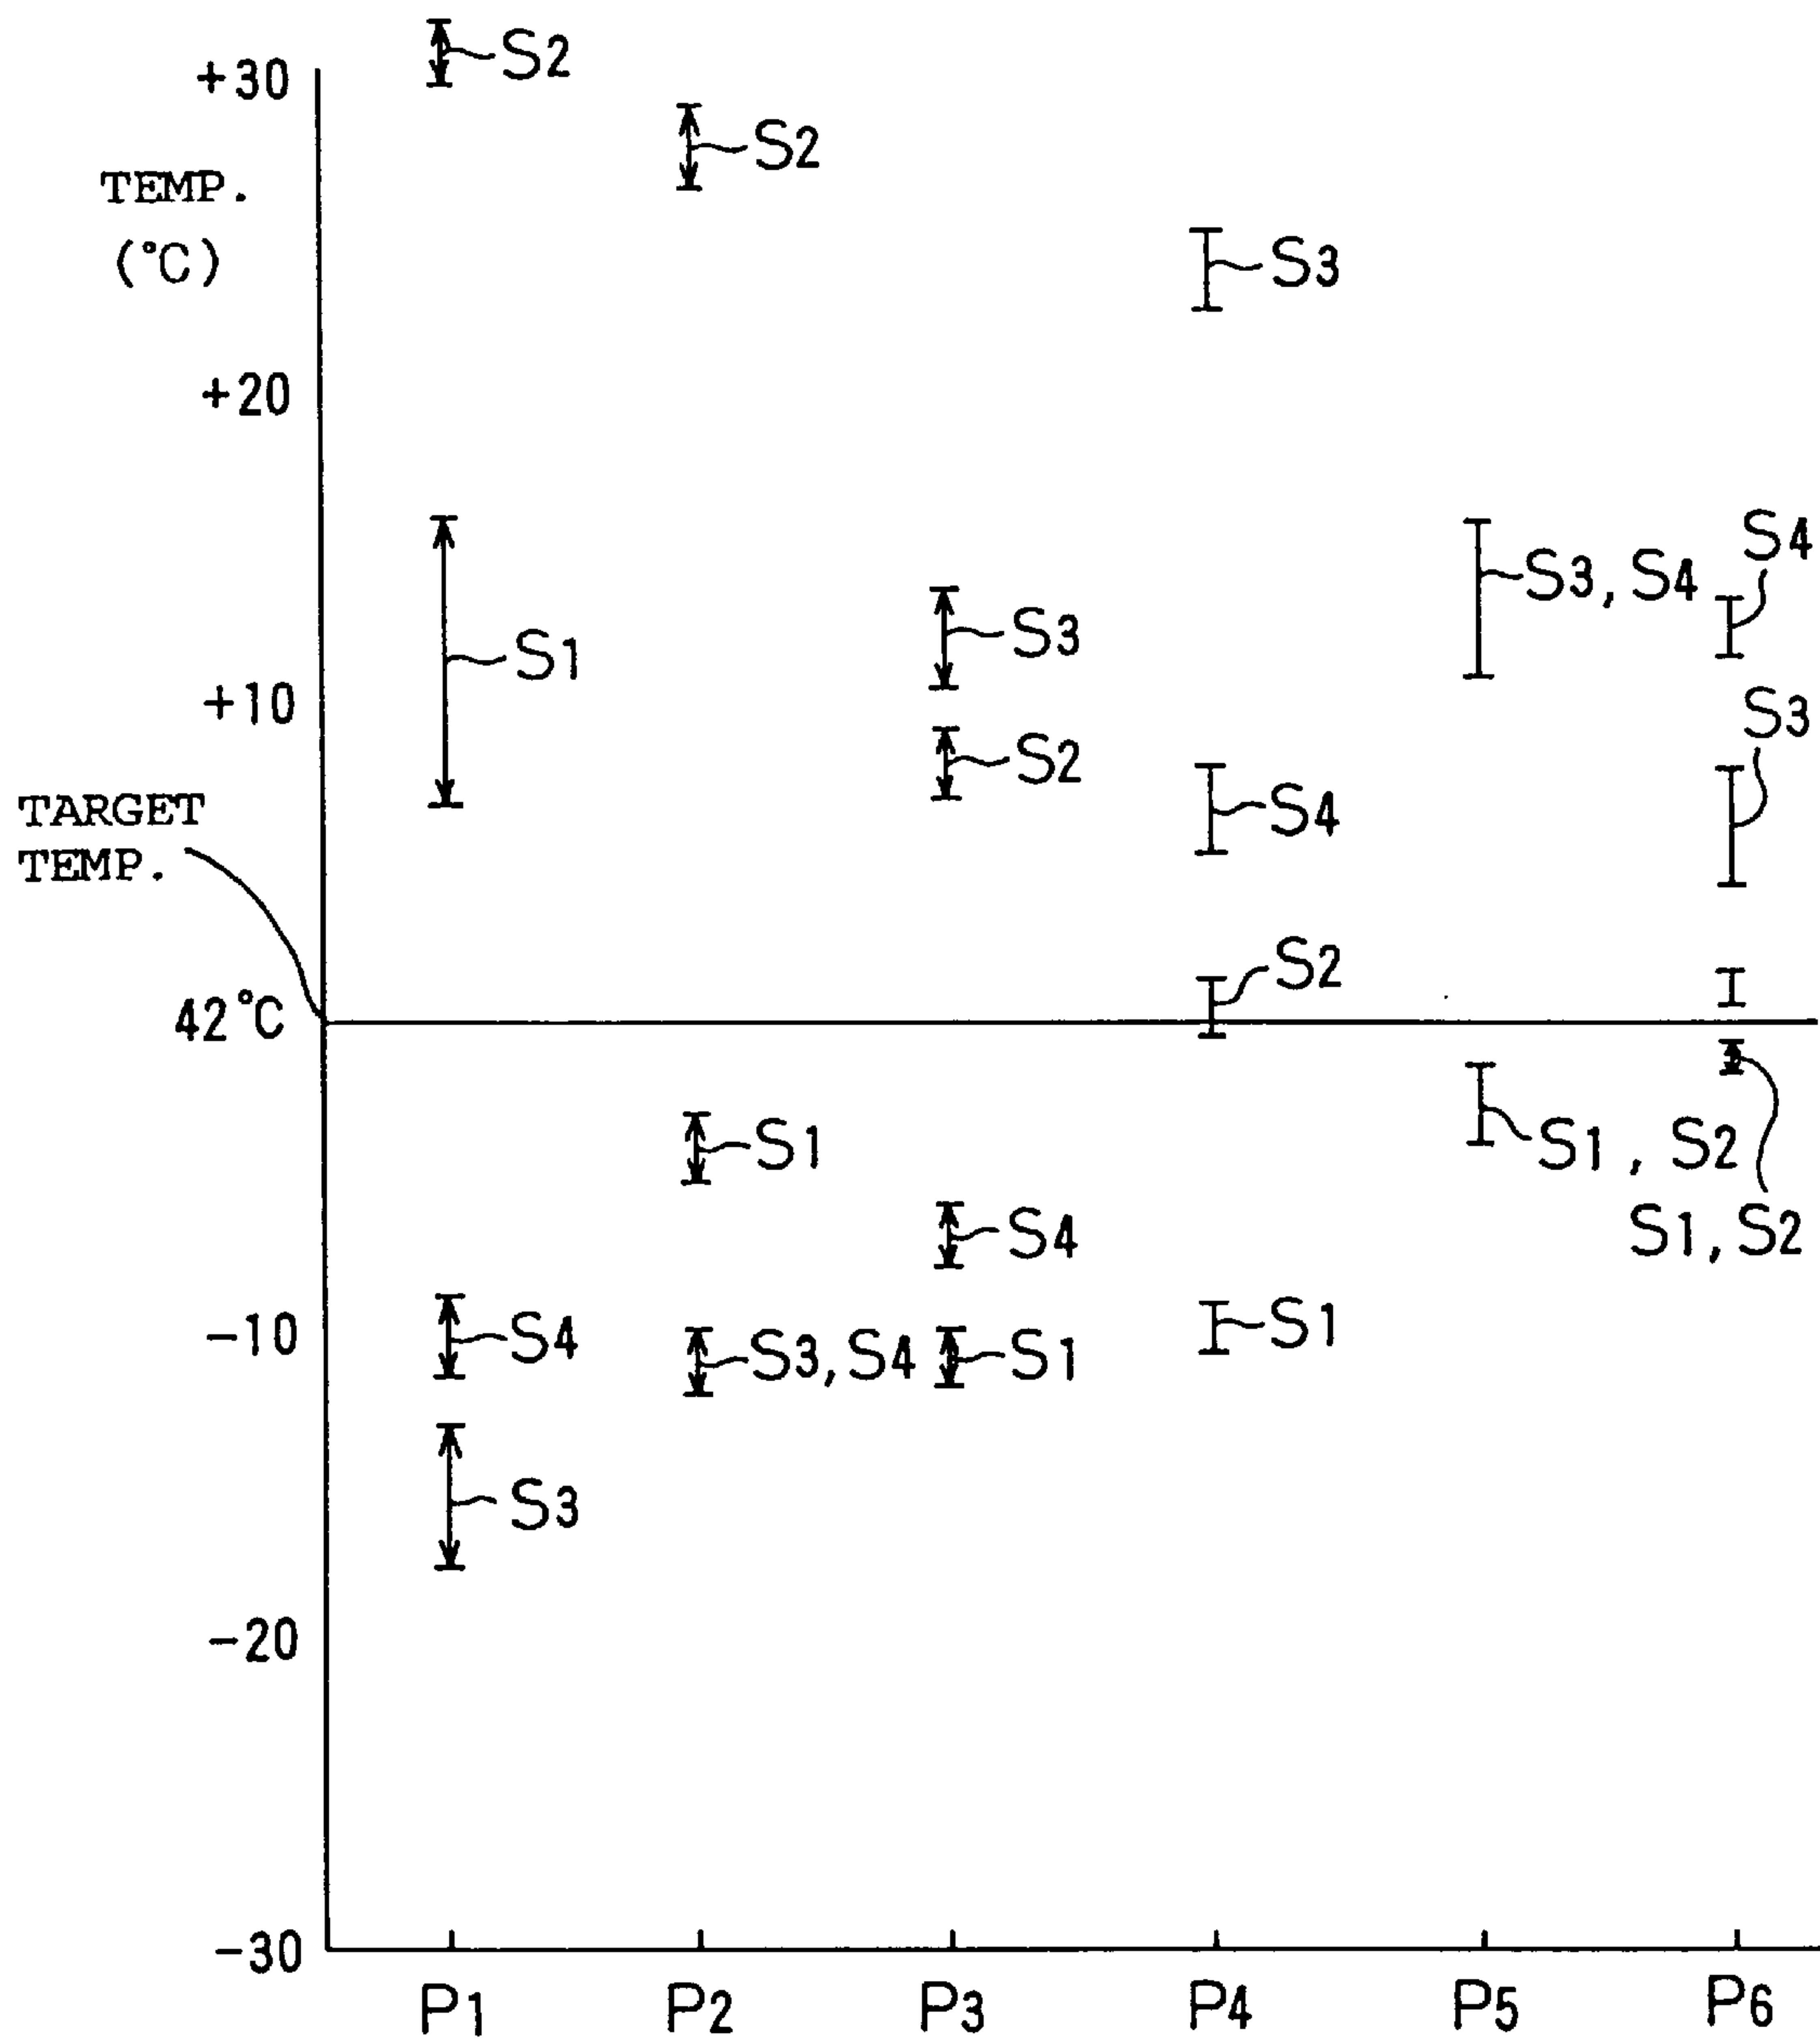 S2
+30
S2
TEMP.
(°C)
S3
+20
S4
S3, S4
S3
S1
+10
S3
S2
S4
TARGET
TEMP.
S2
42°C
S1
S1, S2
S4
S1, S2
-10
S4
S3, S4
S1
S1
S3
-20
-30
P1 P2 P3 P4 P5 P6